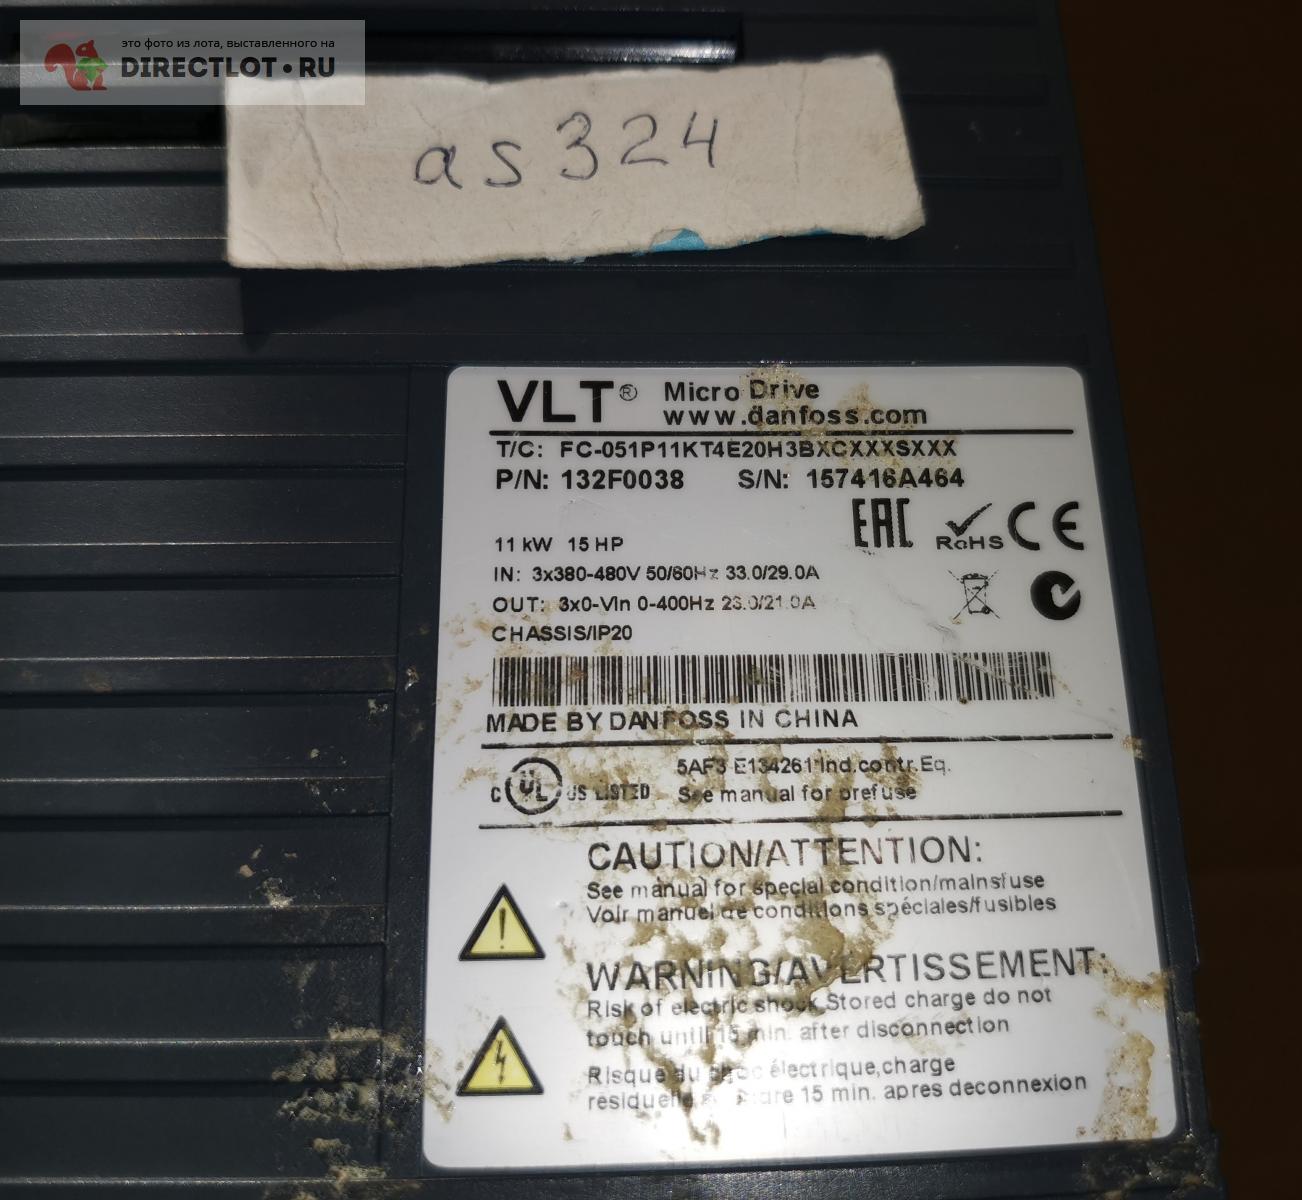 это фото из лота, выставленного на
DIRECTLOT•RU
as324
VLT® Micro Drive
www.danfoss.com
T/C: FC-051P11KT4E20H3BXCXXXSXXX
P/N: 132F0038 S/N: 157416A464
EAC RoHS CE
11 kW 15 HP
IN: 3x380-480V 50/60Hz 33.0/29.0A
OUT: 3x0-Vin 0-400Hz 23.0/21.0A
CHASSIS/IP20
MADE BY DANFOSS IN CHINA
C UL US LISTED 5AF3 E134261 Ind.contr.Eq.
See manual for prefuse
CAUTION/ATTENTION:
See manual for special condition/mainsfuse
Voir manuel de conditions spéciales/fusibles
WARNING/AVERTISSEMENT:
Risk of electric shock.Stored charge do not
touch until 15 min. after disconnection
Risque du choc électrique,charge
résiduelle 15 min. apres deconnexion